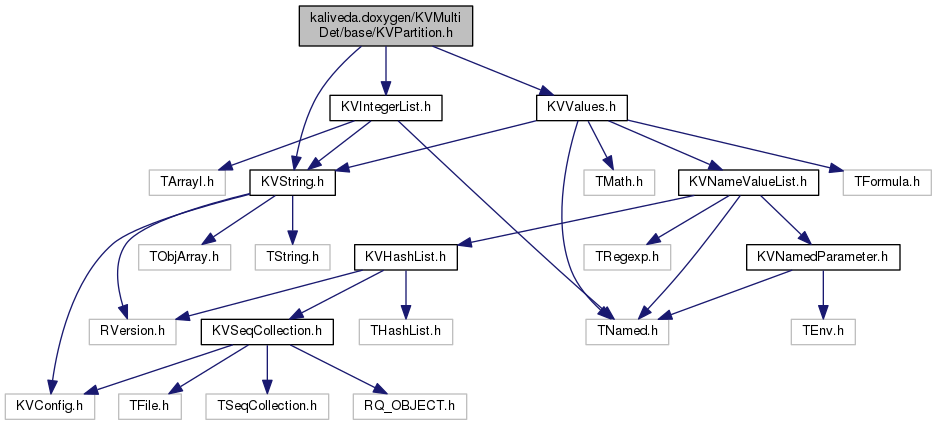 kaliveda.doxygen/KVMulti
Det/base/KVPartition.h
KVIntegerList.h
KVValues.h
TArrayI.h
KVString.h
TMath.h
KVNameValueList.h
TFormula.h
TObjArray.h
TString.h
KVHashList.h
TRegexp.h
KVNamedParameter.h
RVersion.h
KVSeqCollection.h
THashList.h
TNamed.h
TEnv.h
KVConfig.h
TFile.h
TSeqCollection.h
RQ_OBJECT.h